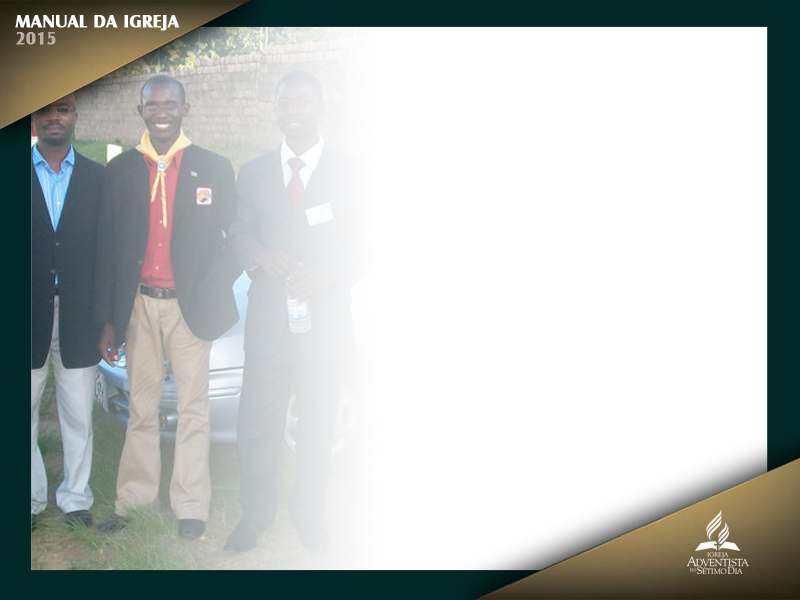 MANUAL DA IGREJA
2015
IGREJA
ADVENTISTA
DO SÉTIMO DIA